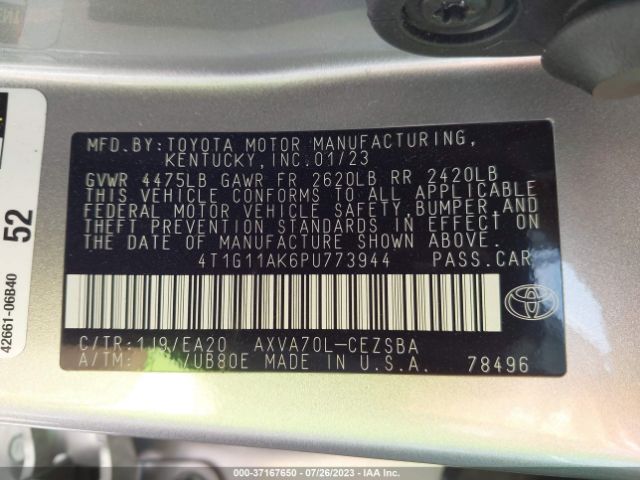 MFD.BY:TOYOTA MOTOR MANUFACTURING,
KENTUCKY,INC.01/23
GVWR 4475LB GAWR FR 2620LB RR 2420LB
THIS VEHICLE CONFORMS TO ALL APPLICABLE
FEDERAL MOTOR VEHICLE SAFETY,BUMPER,AND
THEFT PREVENTION STANDARDS IN EFFECT ON
THE DATE OF MANUFACTURE SHOWN ABOVE.
4T1G11AK6PU773944 PASS.CAR
C/TR:1J9/EA20 AXVA70L-CEZSBA
A/TM: /UB80E MADE IN U.S.A. 78496
52
42661-06B40
000-37167650 / 07/26/2023 - IAA Inc.